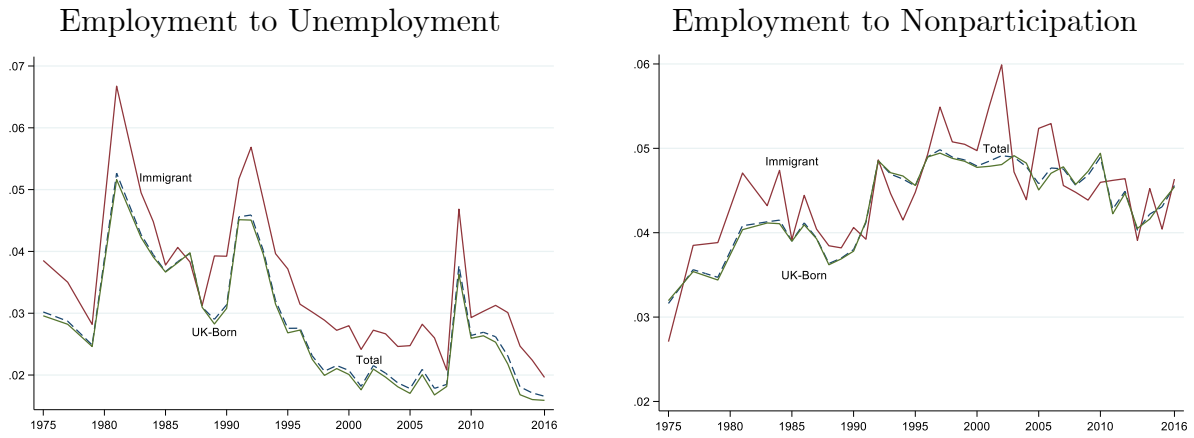 Employment to Unemployment
.07
.06
.05
.04
.03
.02
Immigrant
UK-Born
Total
1975 1980 1985 1990 1995 2000 2005 2010 2016
Employment to Nonparticipation
.06
.05
.04
.03
.02
Total
Immigrant
UK-Born
1975 1980 1985 1990 1995 2000 2005 2010 2016